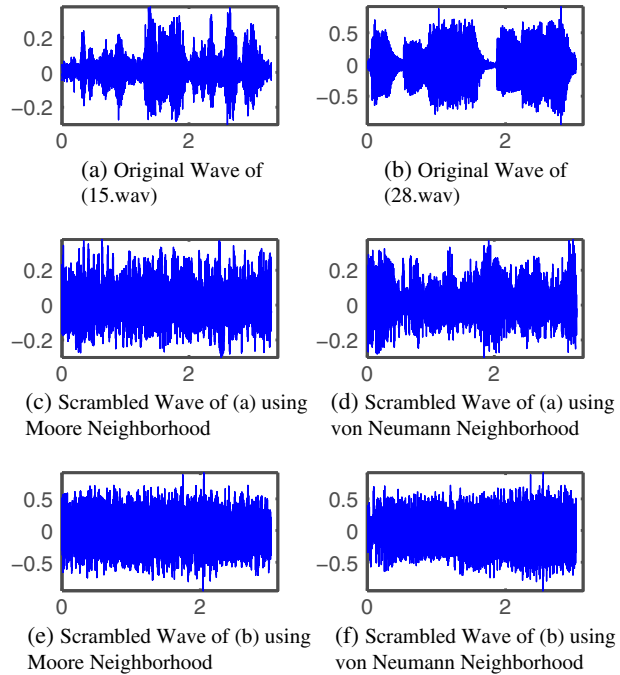 0.2
0
−0.2
0 2
(a) Original Wave of
(15.wav)
0.5
0
−0.5
0 2
(b) Original Wave of
(28.wav)
0.2
0
−0.2
0 2
(c) Scrambled Wave of (a) using
Moore Neighborhood
0.2
0
−0.2
0 2
(d) Scrambled Wave of (a) using
von Neumann Neighborhood
0.5
0
−0.5
0 2
(e) Scrambled Wave of (b) using
Moore Neighborhood
0.5
0
−0.5
0 2
(f) Scrambled Wave of (b) using
von Neumann Neighborhood